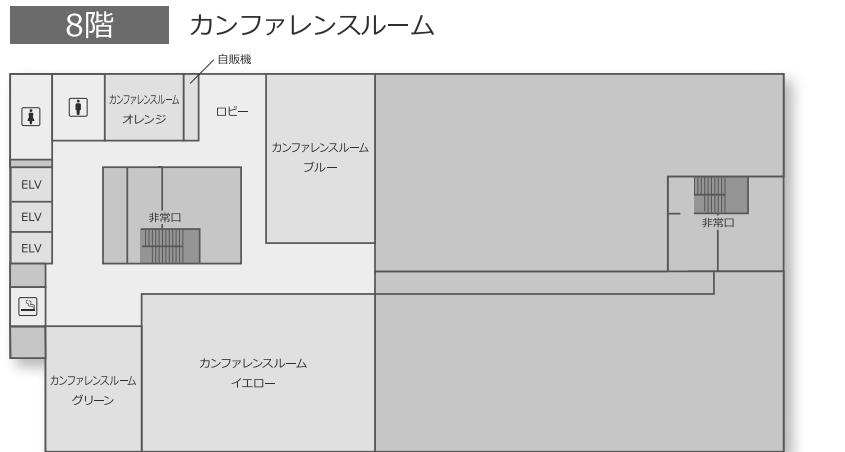 8階
カンファレンスルーム
自販機
カンファレンスルーム
オレンジ
ロビー
カンファレンスルーム
ブルー
ELV
ELV
ELV
非常口
非常口
カンファレンスルーム
イエロー
カンファレンスルーム
グリーン